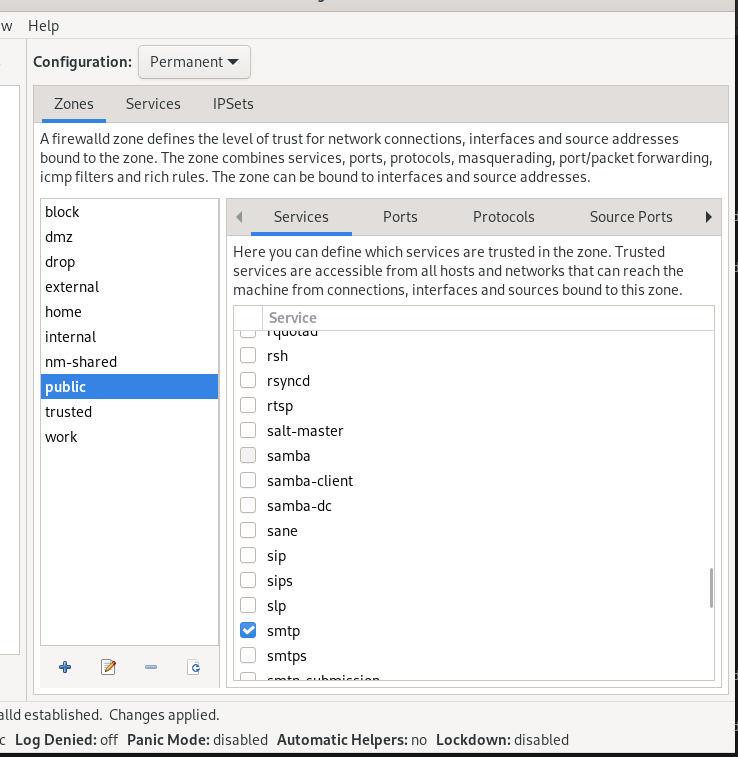 w Help
Configuration: Permanent
Zones Services IPSets
A firewalld zone defines the level of trust for network connections, interfaces and source addresses
bound to the zone. The zone combines services, ports, protocols, masquerading, port/packet forwarding,
icmp filters and rich rules. The zone can be bound to interfaces and source addresses.
block
dmz
drop
external
home
internal
nm-shared
public
trusted
work
Services Ports Protocols Source Ports
Here you can define which services are trusted in the zone. Trusted
services are accessible from all hosts and networks that can reach the
machine from connections, interfaces and sources bound to this zone.
Service
rquotad
rsh
rsyncd
rtsp
salt-master
samba
samba-client
samba-dc
sane
sip
sips
slp
smtp
smtps
smtp-submission
alld established. Changes applied.
c Log Denied: off Panic Mode: disabled Automatic Helpers: no Lockdown: disabled